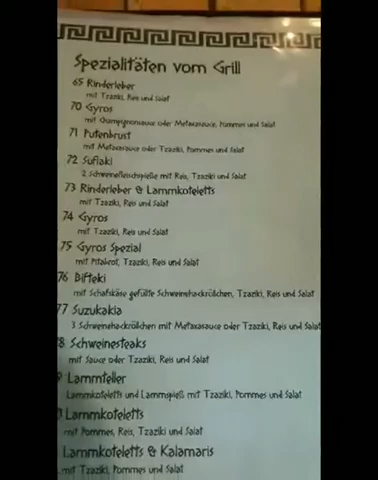 Spezialitäten vom Grill
65 Rinderleber
mit Tzaziki, Reis und Salat
70 Gyros
mit Champignonsauce oder Metaxasauce, Pommes und Salat
71 Putenbrust
mit Metaxasauce oder Tzaziki, Pommes und Salat
72 Suflaki
2 Schweinefleischspieße mit Reis, Tzaziki und Salat
73 Rinderleber & Lammkoteletts
mit Tzaziki, Reis und Salat
74 Gyros
mit Tzaziki, Reis und Salat
75 Gyros Spezial
mit Pitabrot, Tzaziki, Reis und Salat
76 Bifteki
mit Schafskäse gefüllte Schweinehackröllchen, Tzaziki, Reis und Salat
77 Suzukakia
3 Schweinehackröllchen mit Metaxasauce oder Tzaziki, Reis und Salat
8 Schweinesteaks
mit Sauce oder Tzaziki, Reis und Salat
9 Lammteller
Lammkoteletts und Lammspieß mit Tzaziki, Pommes und Salat
Lammkoteletts
mit Pommes, Reis, Tzaziki und Salat
Lammkoteletts & Kalamaris
mit Tzaziki, Pommes und Salat